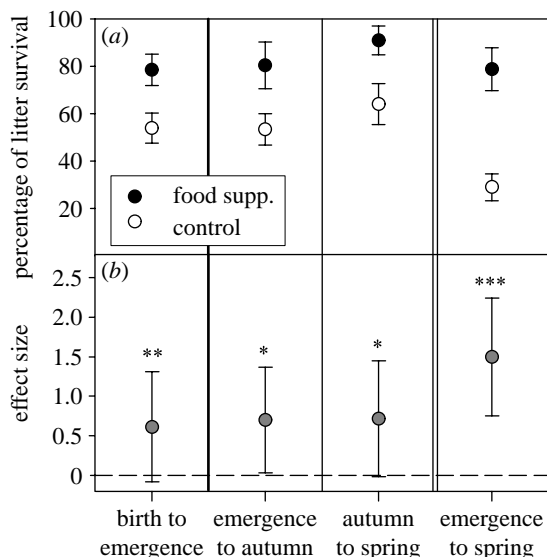 percentage of litter survival
100
80
60
40
20
(a)
food supp.
control
effect size
2.5
2.0
1.5
1.0
0.5
0
(b)
**
*
*
***
birth to
emergence
emergence
to autumn
autumn
to spring
emergence
to spring